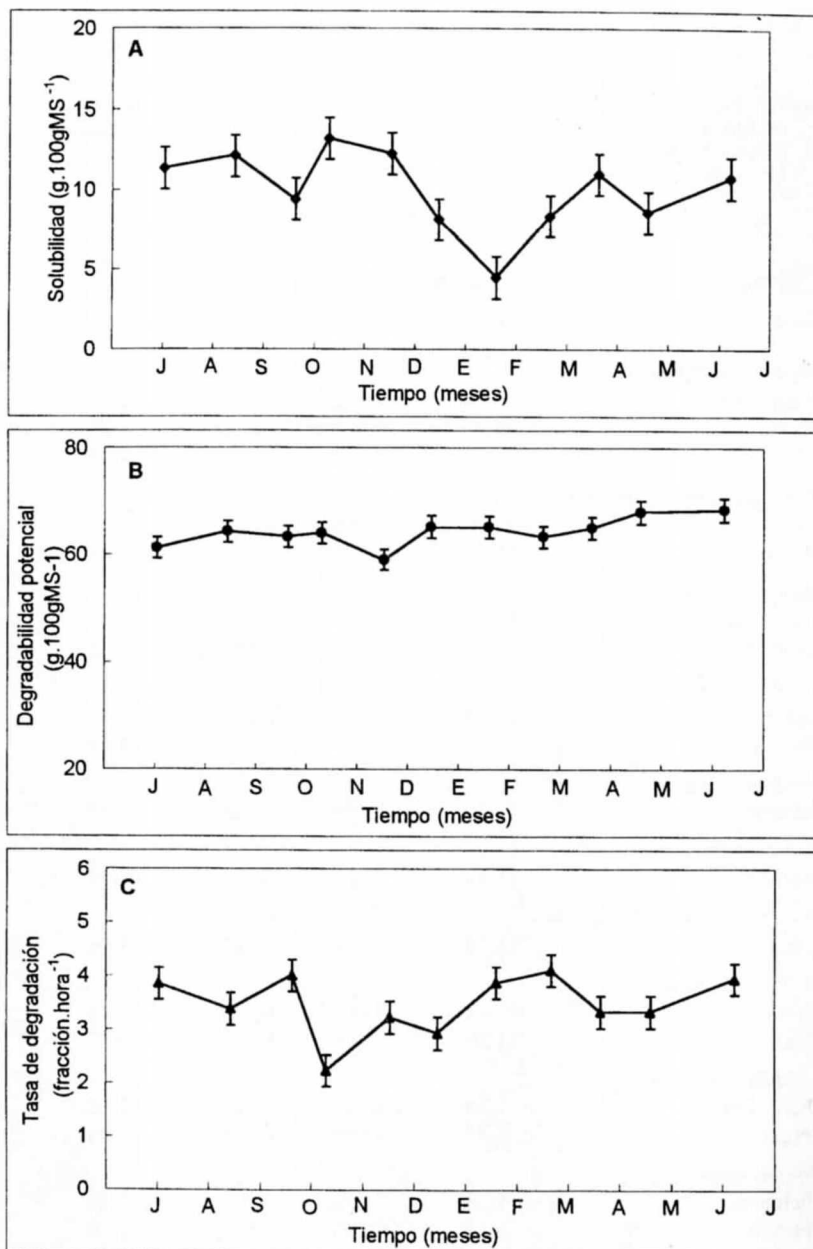 A
20
15
10
5
0
Solubilidad (g.100gMS⁻¹)
J A S O N D E F M A M J J
Tiempo (meses)
B
80
60
40
20
Degradabilidad potencial
(g.100gMS-1)
J A S O N D E F M A M J J
Tiempo (meses)
C
6
5
4
3
2
1
0
Tasa de degradación
(fracción.hora⁻¹)
J A S O N D E F M A M J J
Tiempo (meses)